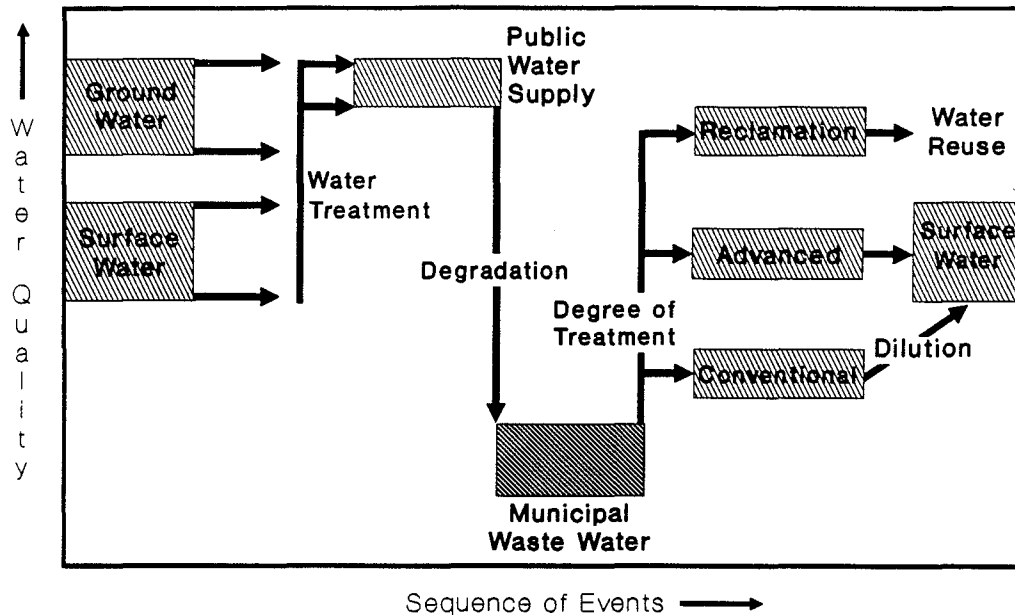 Water Quality
Ground
Water
Surface
Water
Water
Treatment
Public
Water
Supply
Degradation
Municipal
Waste Water
Degree of
Treatment
Reclamation
Water
Reuse
Advanced
Surface
Water
Conventional
Dilution
Sequence of Events